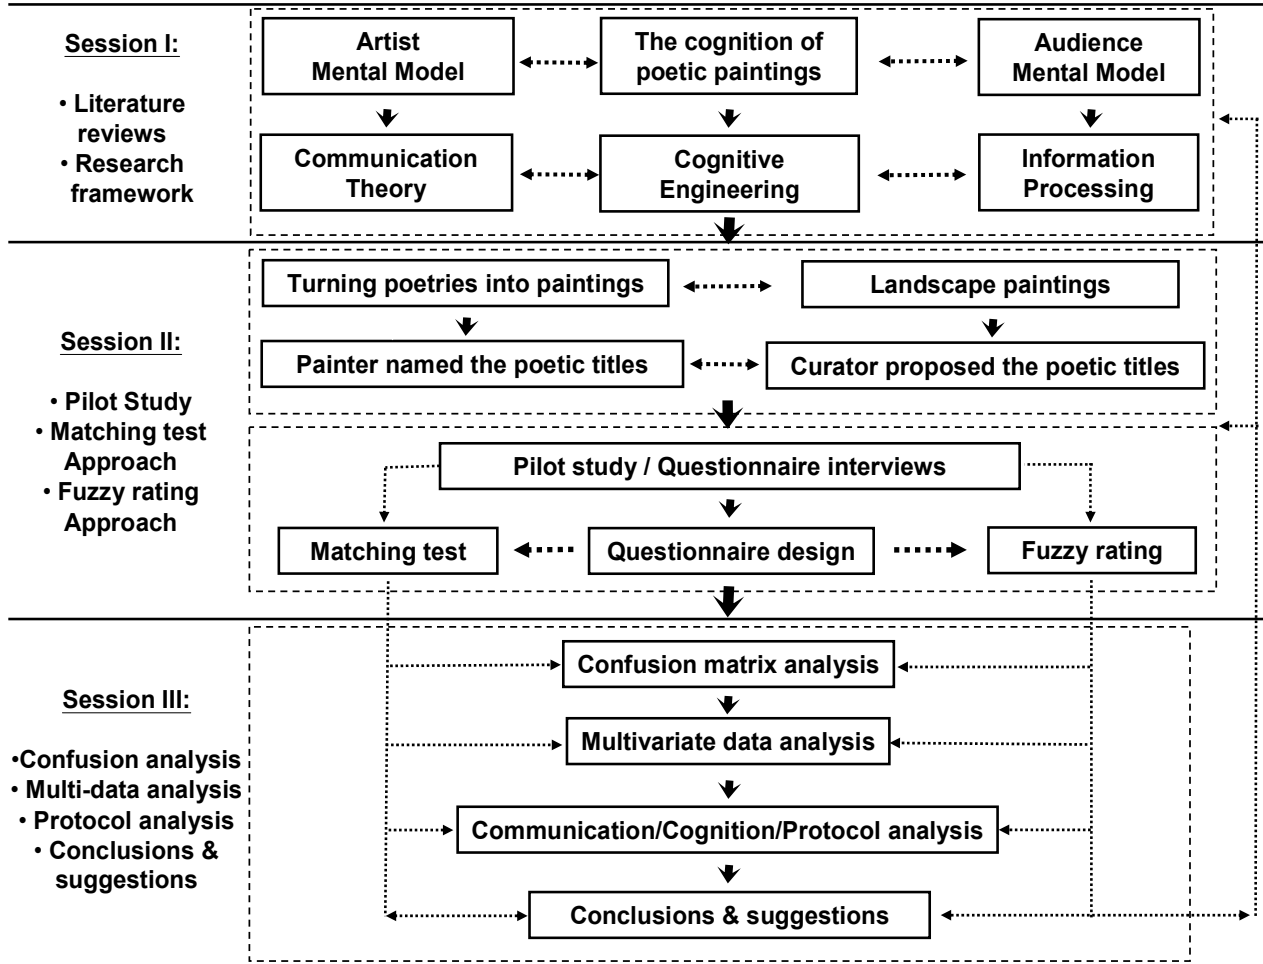 Session I:
• Literature
reviews
• Research
framework
Artist
Mental Model
The cognition of
poetic paintings
Audience
Mental Model
Communication
Theory
Cognitive
Engineering
Information
Processing
Session II:
• Pilot Study
• Matching test
Approach
• Fuzzy rating
Approach
Turning poetries into paintings
Landscape paintings
Painter named the poetic titles
Curator proposed the poetic titles
Pilot study / Questionnaire interviews
Matching test
Questionnaire design
Fuzzy rating
Session III:
•Confusion analysis
• Multi-data analysis
• Protocol analysis
• Conclusions &
suggestions
Confusion matrix analysis
Multivariate data analysis
Communication/Cognition/Protocol analysis
Conclusions & suggestions